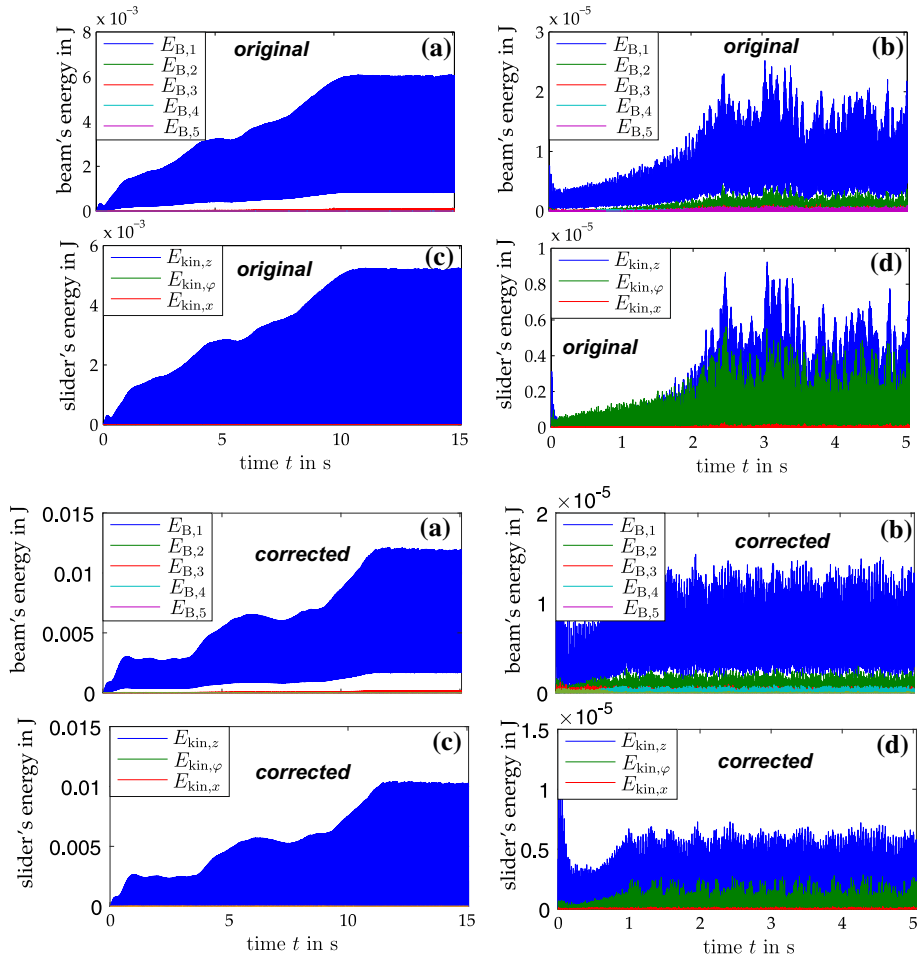 × 10⁻³
8
6
4
2
0
beam's energy in J
E_B,1
E_B,2
E_B,3
E_B,4
E_B,5
original
(a)
× 10⁻⁵
3
2
1
0
beam's energy in J
E_B,1
E_B,2
E_B,3
E_B,4
E_B,5
original
(b)
× 10⁻³
6
4
2
0
slider's energy in J
E_kin,z
E_kin,φ
E_kin,x
original
(c)
0 5 10 15
time t in s
× 10⁻⁵
1
0.8
0.6
0.4
0.2
0
slider's energy in J
E_kin,z
E_kin,φ
E_kin,x
original
(d)
0 1 2 3 4 5
time t in s
0.015
0.01
0.005
0
beam's energy in J
E_B,1
E_B,2
E_B,3
E_B,4
E_B,5
corrected
(a)
×10⁻⁵
2
1
0
beam's energy in J
E_B,1
E_B,2
E_B,3
E_B,4
E_B,5
corrected
(b)
0.015
0.01
0.005
0
slider's energy in J
E_kin,z
E_kin,φ
E_kin,x
corrected
(c)
0 5 10 15
time t in s
×10⁻⁵
1.5
1
0.5
0
slider's energy in J
E_kin,z
E_kin,φ
E_kin,x
corrected
(d)
0 1 2 3 4 5
time t in s